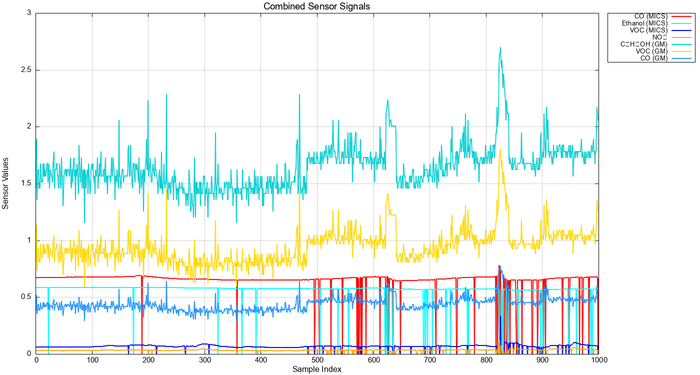 Combined Sensor Signals
CO (MICS)
Ethanol (MICS)
VOC (MICS)
C□H□OH (GM)
VOC (GM)
CO (GM)
3
2.5
2
1.5
1
0.5
0
Sensor Values
0 100 200 300 400 500 600 700 800 900 1000
Sample Index